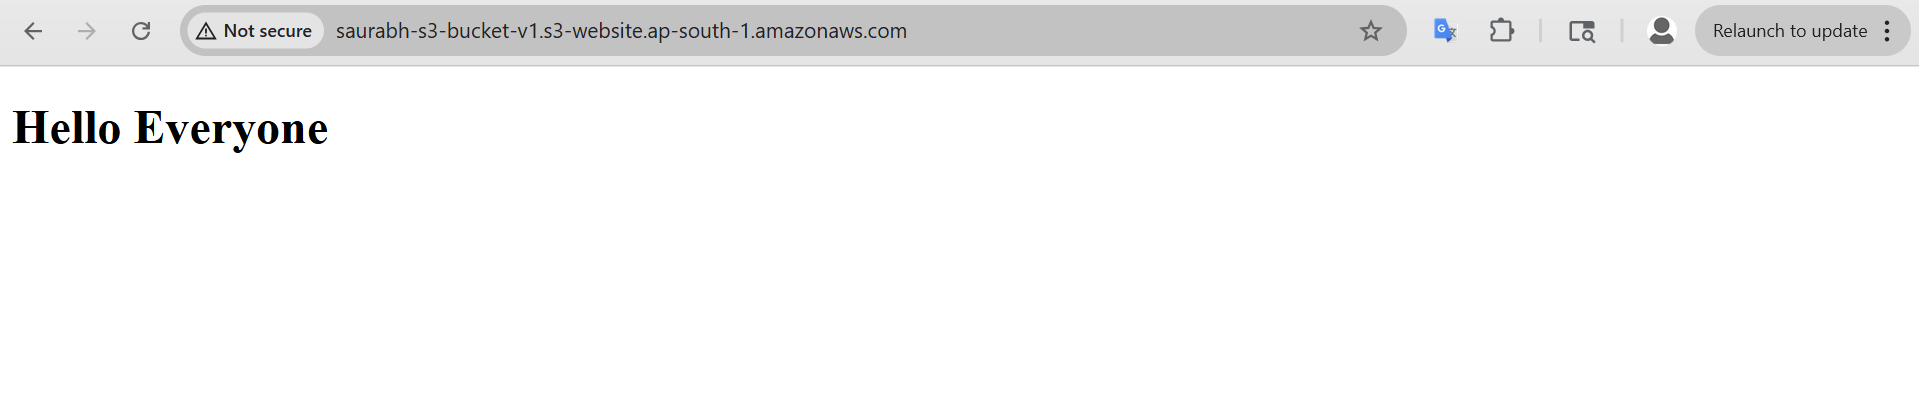 Not secure saurabh-s3-bucket-v1.s3-website.ap-south-1.amazonaws.com Relaunch to update
Hello Everyone